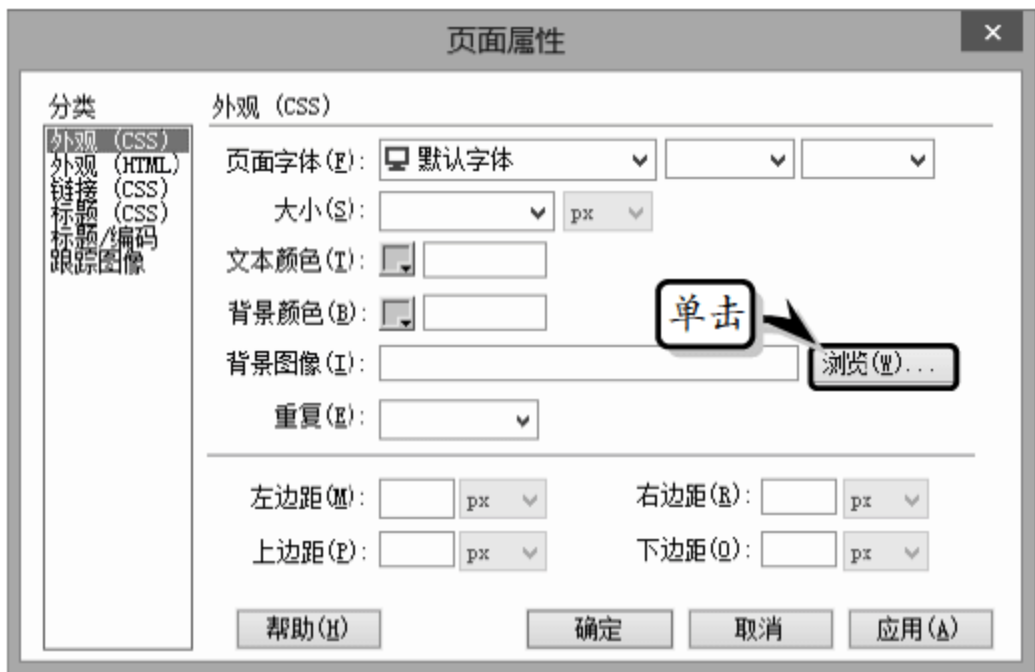 页面属性
分类
外观 (CSS)
外观 (HTML)
链接 (CSS)
标题 (CSS)
标题/编码
跟踪图像
外观 (CSS)
页面字体(F): 默认字体
大小(S): px
文本颜色(T):
背景颜色(B):
单击
背景图像(I): 浏览(W)...
重复(E):
左边距(M): px 右边距(R): px
上边距(P): px 下边距(O): px
帮助(H) 确定 取消 应用(A)